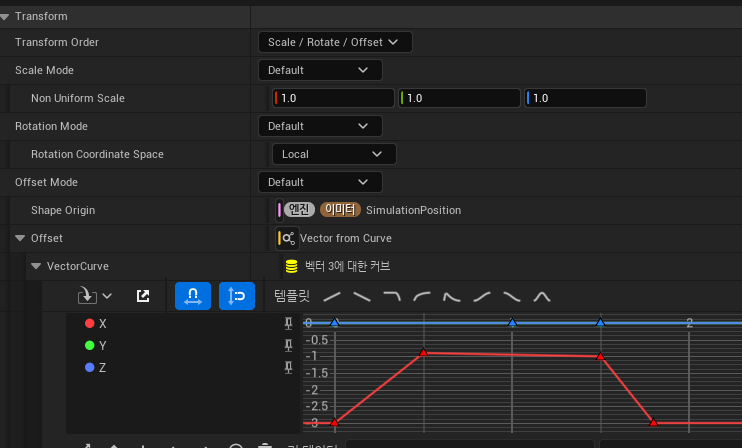 Transform
Transform Order Scale / Rotate / Offset
Scale Mode Default
Non Uniform Scale 1.0 1.0 1.0
Rotation Mode Default
Rotation Coordinate Space Local
Offset Mode Default
Shape Origin 엔진 이미터 SimulationPosition
Offset Vector from Curve
VectorCurve 벡터 3에 대한 커브
템플릿
X 0 2
-0.5
Y -1
-1.5
Z -2
-2.5
-3